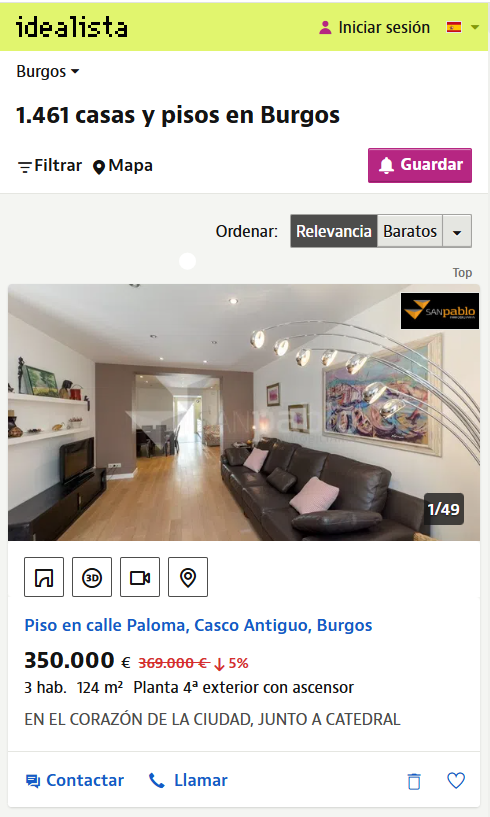 idealista
Iniciar sesión
Burgos
1.461 casas y pisos en Burgos
Filtrar Mapa Guardar
Ordenar: Relevancia Baratos
Top
SANpablo
SANpablo
1/49
3D
Piso en calle Paloma, Casco Antiguo, Burgos
350.000 € 369.000 € ↓ 5%
3 hab. 124 m² Planta 4ª exterior con ascensor
EN EL CORAZÓN DE LA CIUDAD, JUNTO A CATEDRAL
Contactar Llamar